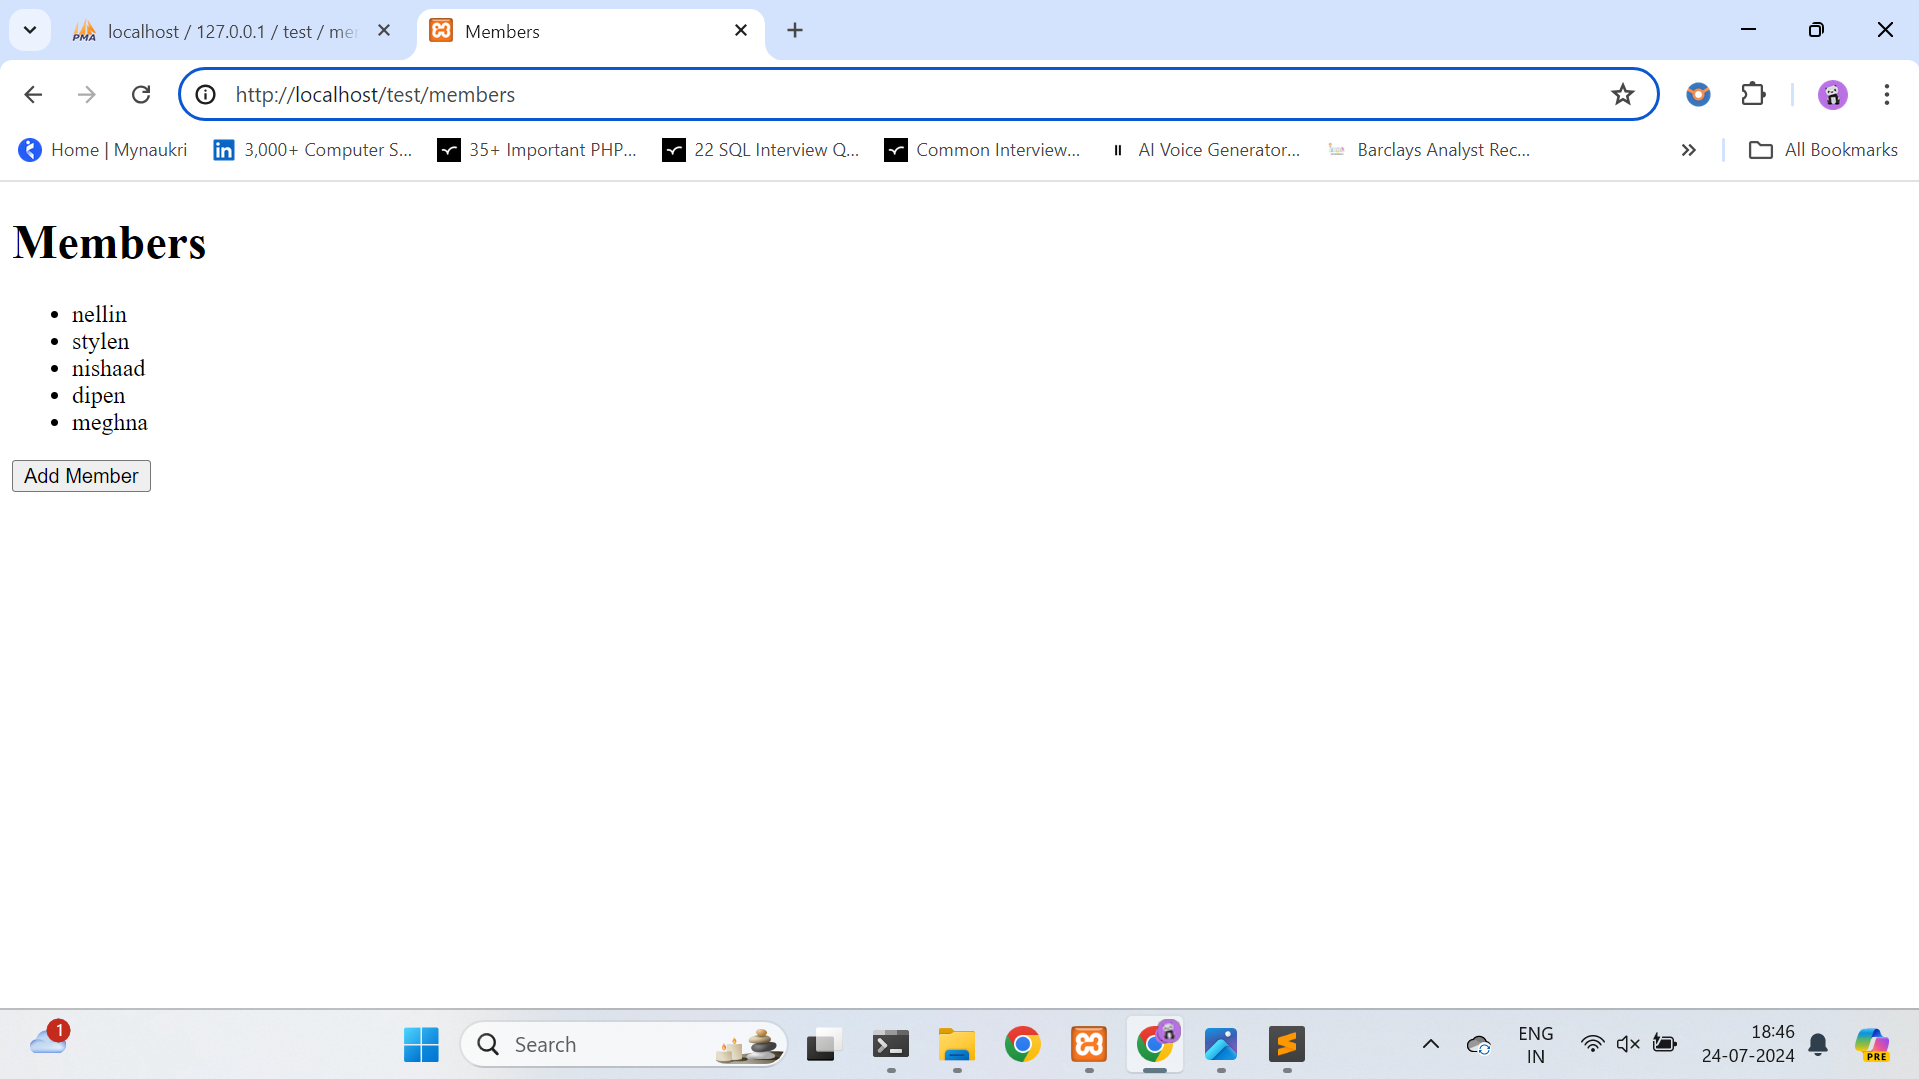 localhost / 127.0.0.1 / test / me
Members
http://localhost/test/members
Home | Mynaukri
3,000+ Computer S...
35+ Important PHP...
22 SQL Interview Q...
Common Interview...
AI Voice Generator...
Barclays Analyst Rec...
All Bookmarks
Members
nellin
stylen
nishaad
dipen
meghna
Add Member
1
Search
ENG
IN
18:46
24-07-2024
PRE